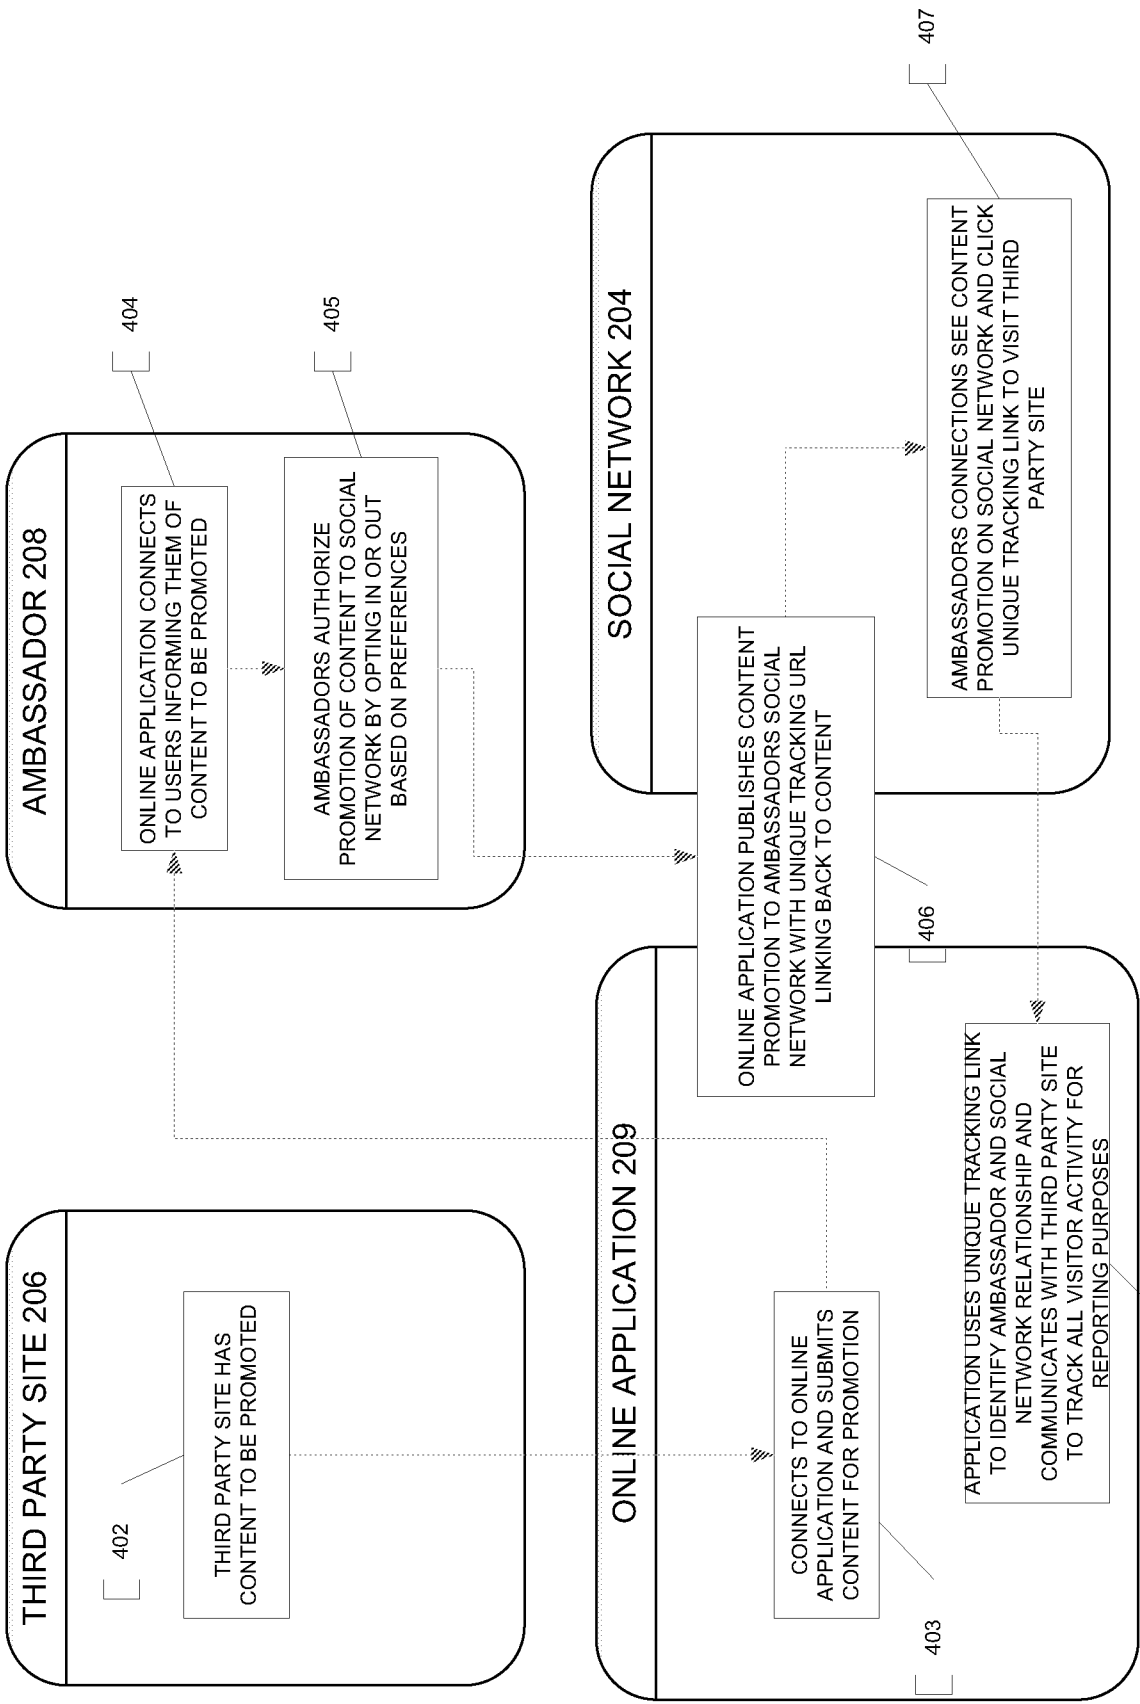 THIRD PARTY SITE 206
402
THIRD PARTY SITE HAS
CONTENT TO BE PROMOTED
AMBASSADOR 208
404
ONLINE APPLICATION CONNECTS
TO USERS INFORMING THEM OF
CONTENT TO BE PROMOTED
405
AMBASSADORS AUTHORIZE
PROMOTION OF CONTENT TO SOCIAL
NETWORK BY OPTING IN OR OUT
BASED ON PREFERENCES
ONLINE APPLICATION 209
CONNECTS TO ONLINE
APPLICATION AND SUBMITS
CONTENT FOR PROMOTION
403
ONLINE APPLICATION PUBLISHES CONTENT
PROMOTION TO AMBASSADORS SOCIAL
NETWORK WITH UNIQUE TRACKING URL
LINKING BACK TO CONTENT
406
SOCIAL NETWORK 204
407
AMBASSADORS CONNECTIONS SEE CONTENT
PROMOTION ON SOCIAL NETWORK AND CLICK
UNIQUE TRACKING LINK TO VISIT THIRD
PARTY SITE
APPLICATION USES UNIQUE TRACKING LINK
TO IDENTIFY AMBASSADOR AND SOCIAL
NETWORK RELATIONSHIP AND
COMMUNICATES WITH THIRD PARTY SITE
TO TRACK ALL VISITOR ACTIVITY FOR
REPORTING PURPOSES